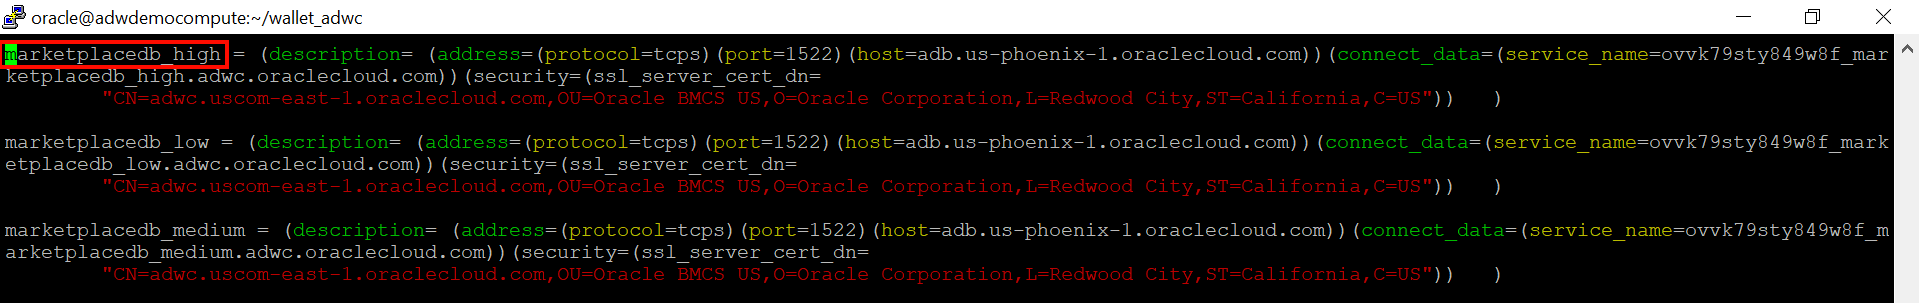 oracle@adwdemocompute:~/wallet_adwc
marketplacedb_high = (description= (address=(protocol=tcps)(port=1522)(host=adb.us-phoenix-1.oraclecloud.com))(connect_data=(service_name=ovvk79sty849w8f_mar
ketplacedb_high.adwc.oraclecloud.com))(security=(ssl_server_cert_dn=
"CN=adwc.uscom-east-1.oraclecloud.com,OU=Oracle BMCS US,O=Oracle Corporation,L=Redwood City,ST=California,C=US"))   )
marketplacedb_low = (description= (address=(protocol=tcps)(port=1522)(host=adb.us-phoenix-1.oraclecloud.com))(connect_data=(service_name=ovvk79sty849w8f_mark
etplacedb_low.adwc.oraclecloud.com))(security=(ssl_server_cert_dn=
"CN=adwc.uscom-east-1.oraclecloud.com,OU=Oracle BMCS US,O=Oracle Corporation,L=Redwood City,ST=California,C=US"))   )
marketplacedb_medium = (description= (address=(protocol=tcps)(port=1522)(host=adb.us-phoenix-1.oraclecloud.com))(connect_data=(service_name=ovvk79sty849w8f_m
arketplacedb_medium.adwc.oraclecloud.com))(security=(ssl_server_cert_dn=
"CN=adwc.uscom-east-1.oraclecloud.com,OU=Oracle BMCS US,O=Oracle Corporation,L=Redwood City,ST=California,C=US"))   )